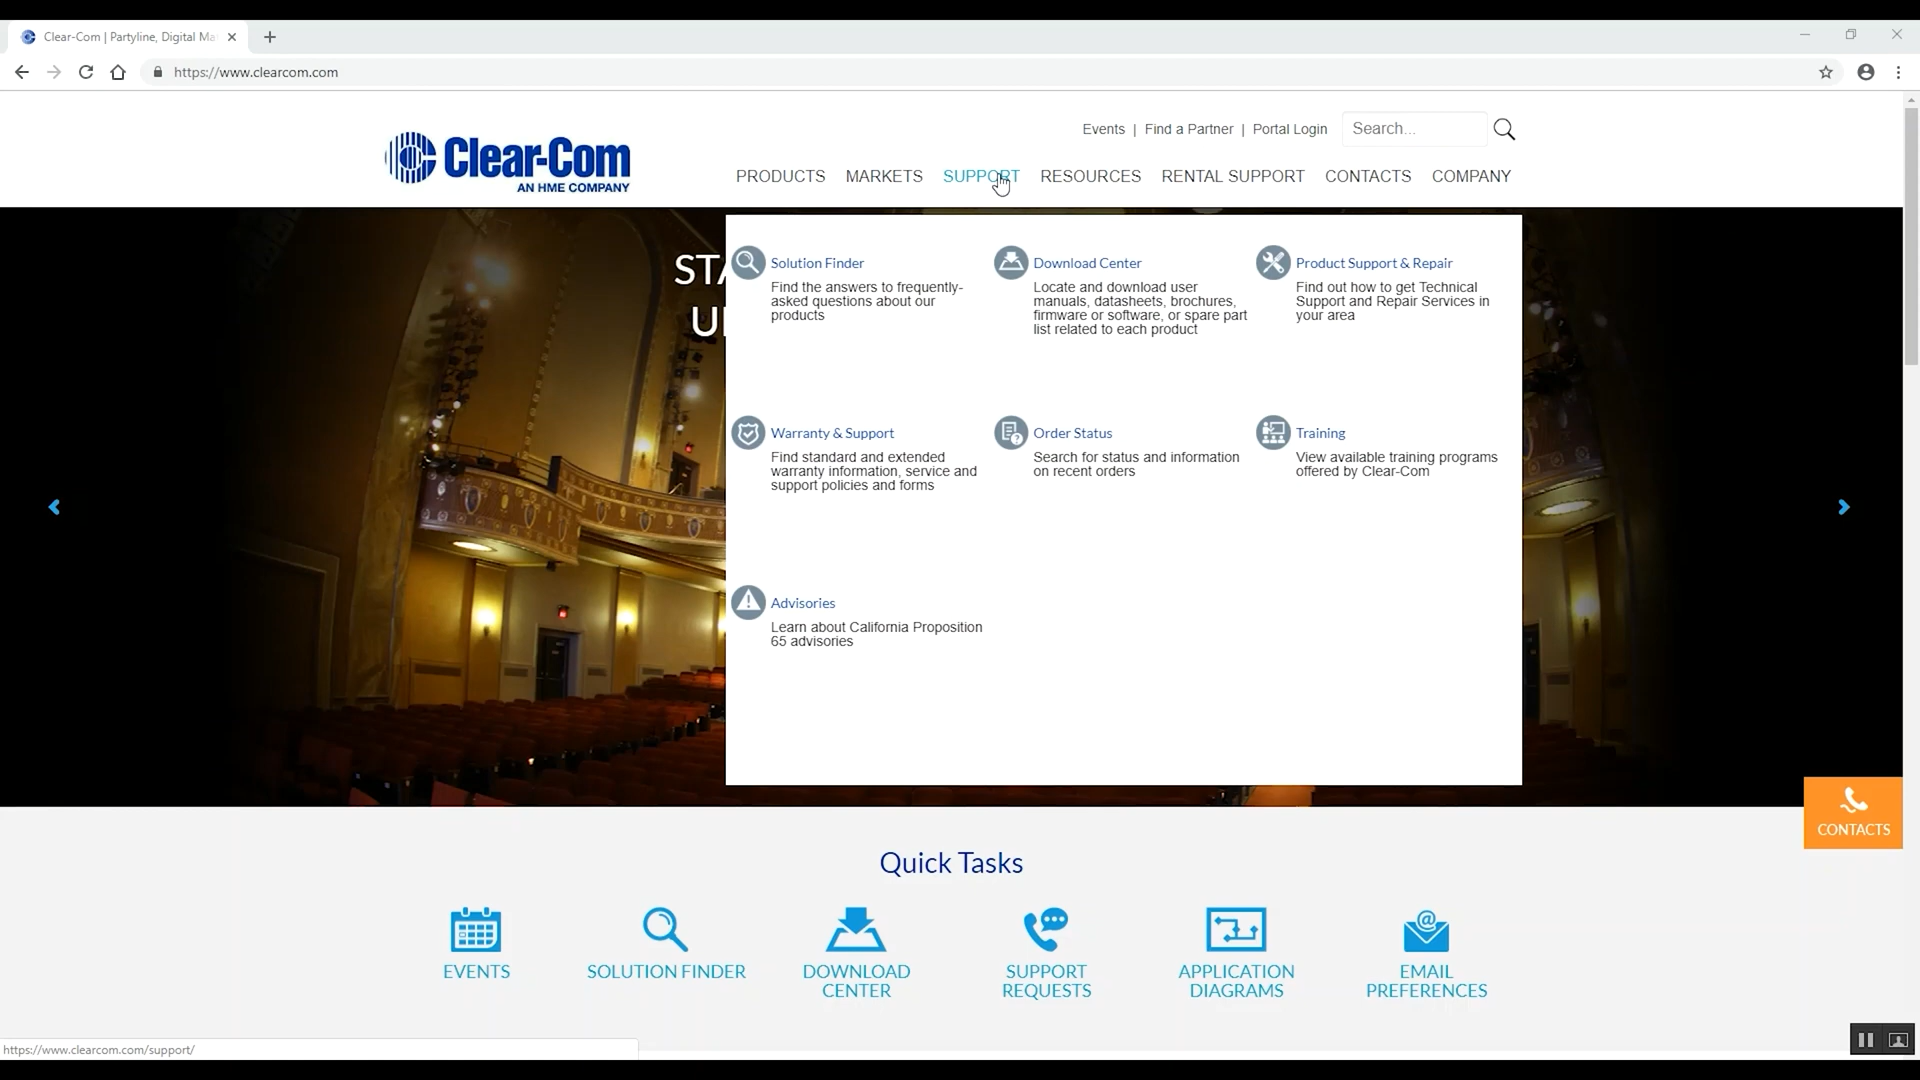 Clear-Com | Partyline, Digital Ma
https://www.clearcom.com
Events | Find a Partner | Portal Login
Search...
Clear-Com
AN HME COMPANY
PRODUCTS MARKETS SUPPORT RESOURCES RENTAL SUPPORT CONTACTS COMPANY
STA
U
Solution Finder
Find the answers to frequently-
asked questions about our
products
Download Center
Locate and download user
manuals, datasheets, brochures,
firmware or software, or spare part
list related to each product
Product Support & Repair
Find out how to get Technical
Support and Repair Services in
your area
Warranty & Support
Find standard and extended
warranty information, service and
support policies and forms
Order Status
Search for status and information
on recent orders
Training
View available training programs
offered by Clear-Com
Advisories
Learn about California Proposition
65 advisories
CONTACTS
Quick Tasks
EVENTS
SOLUTION FINDER
DOWNLOAD
CENTER
SUPPORT
REQUESTS
APPLICATION
DIAGRAMS
EMAIL
PREFERENCES
https://www.clearcom.com/support/